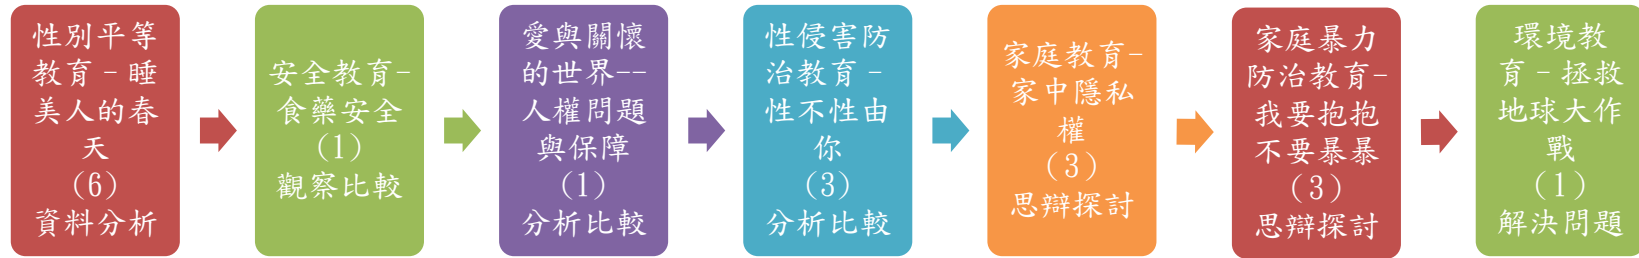 性別平等
教育-睡
美人的春
天
(6)
資料分析
安全教育-
食藥安全
(1)
觀察比較
愛與關懷
的世界--
人權問題
與保障
(1)
分析比較
性侵害防
治教育-
性不性由
你
(3)
分析比較
家庭教育-
家中隱私
權
(3)
思辯探討
家庭暴力
防治教育-
我要抱抱
不要暴暴
(3)
思辯探討
環境教
育-拯救
地球大作
戰
(1)
解決問題